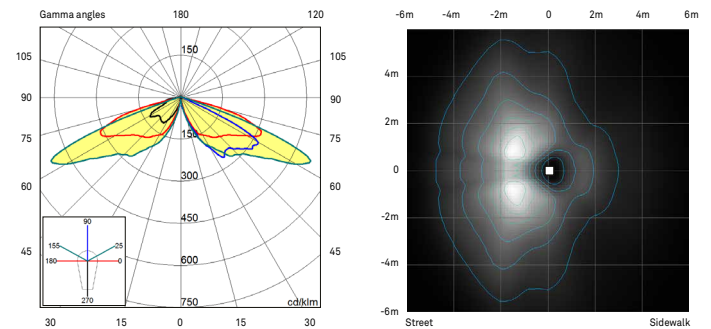 Gamma angles 180 120
-6m -4m -2m 0 2m 4m 6m
105 150 105
4m
90 90
2m
75 150 75
0
300
60 60
-2m
450
90
155 25
45 45
180 0
600
-4m
270
750 cd/klm
-6m
30 15 0 15 30
Street Sidewalk